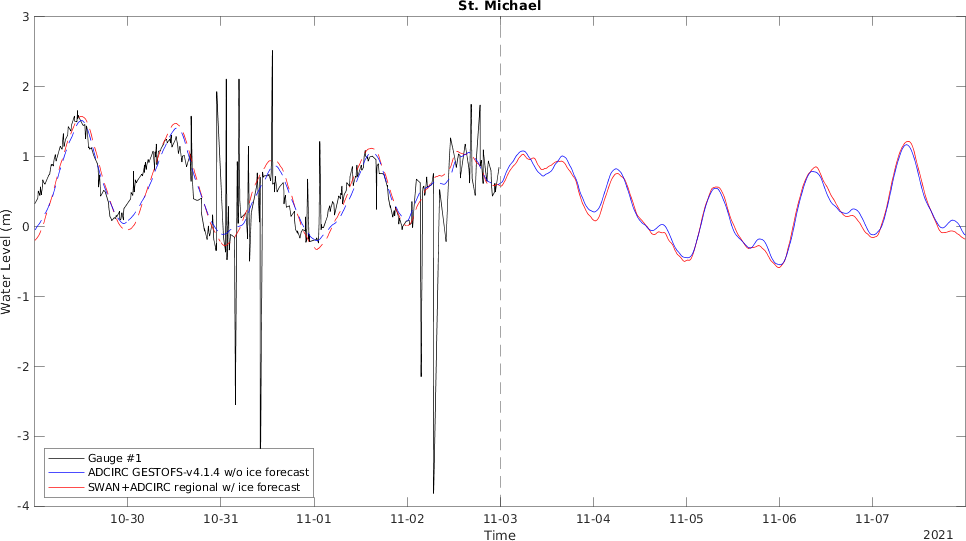 St. Michael
Water Level (m)
3
2
1
0
-1
-2
-3
-4
Gauge #1
ADCIRC GESTOFS-v4.1.4 w/o ice forecast
SWAN+ADCIRC regional w/ ice forecast
10-30 10-31 11-01 11-02 11-03 11-04 11-05 11-06 11-07
Time
2021